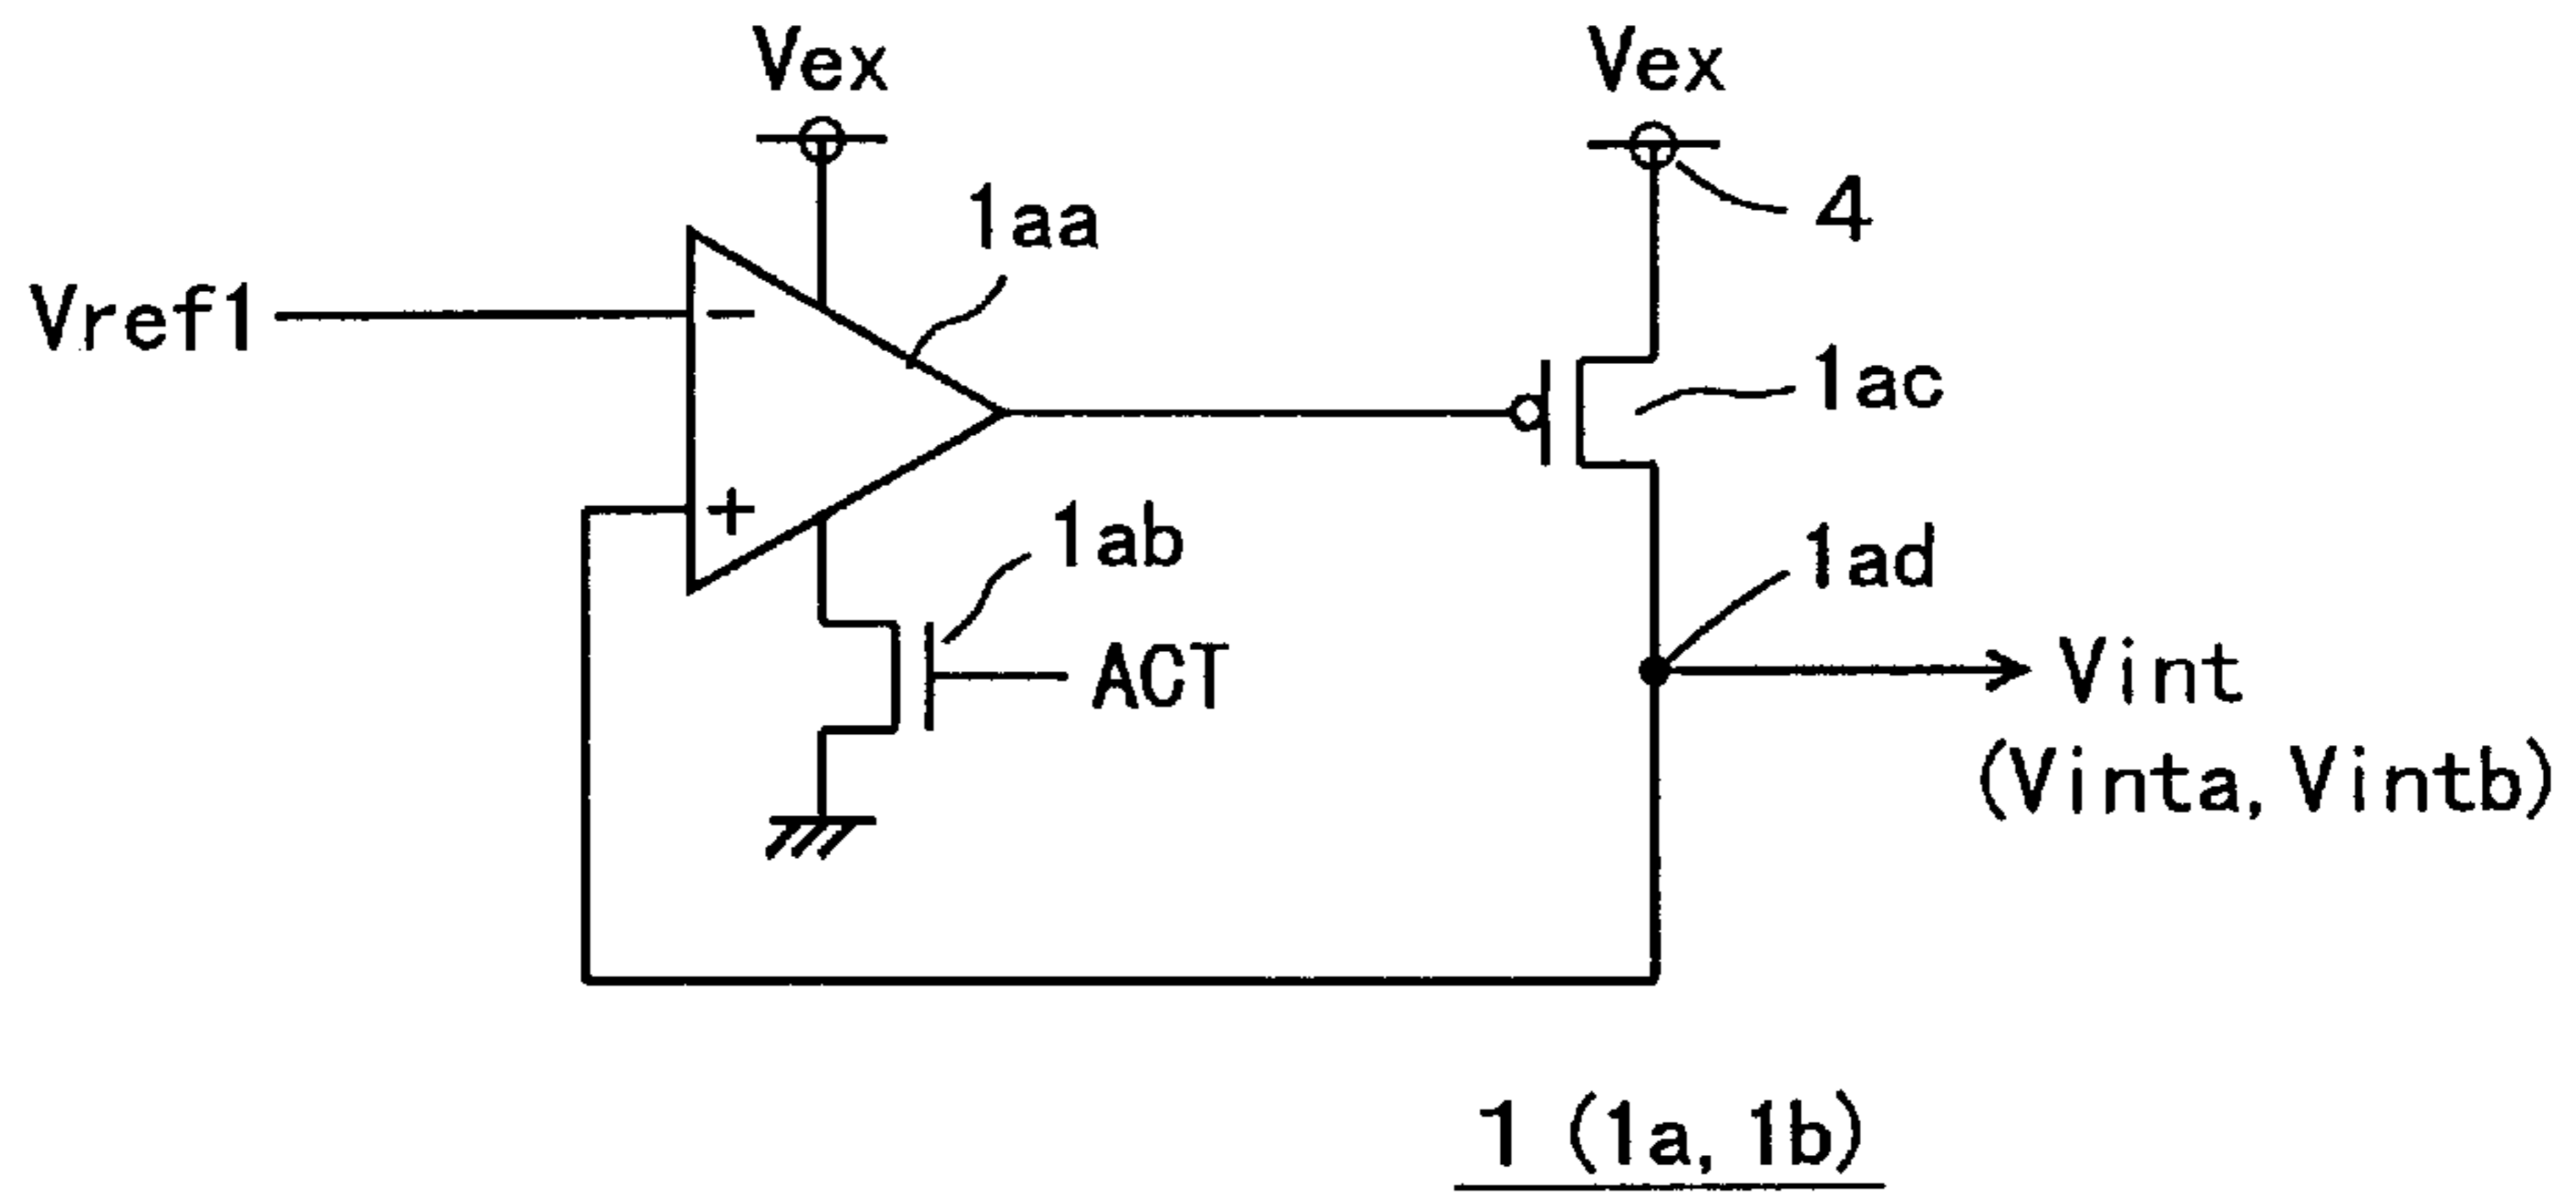 Vex
Vex
1aa
4
Vref1
−
1ac
+
1ab
1ad
ACT
Vint
(Vinta, Vintb)
1 (1a, 1b)